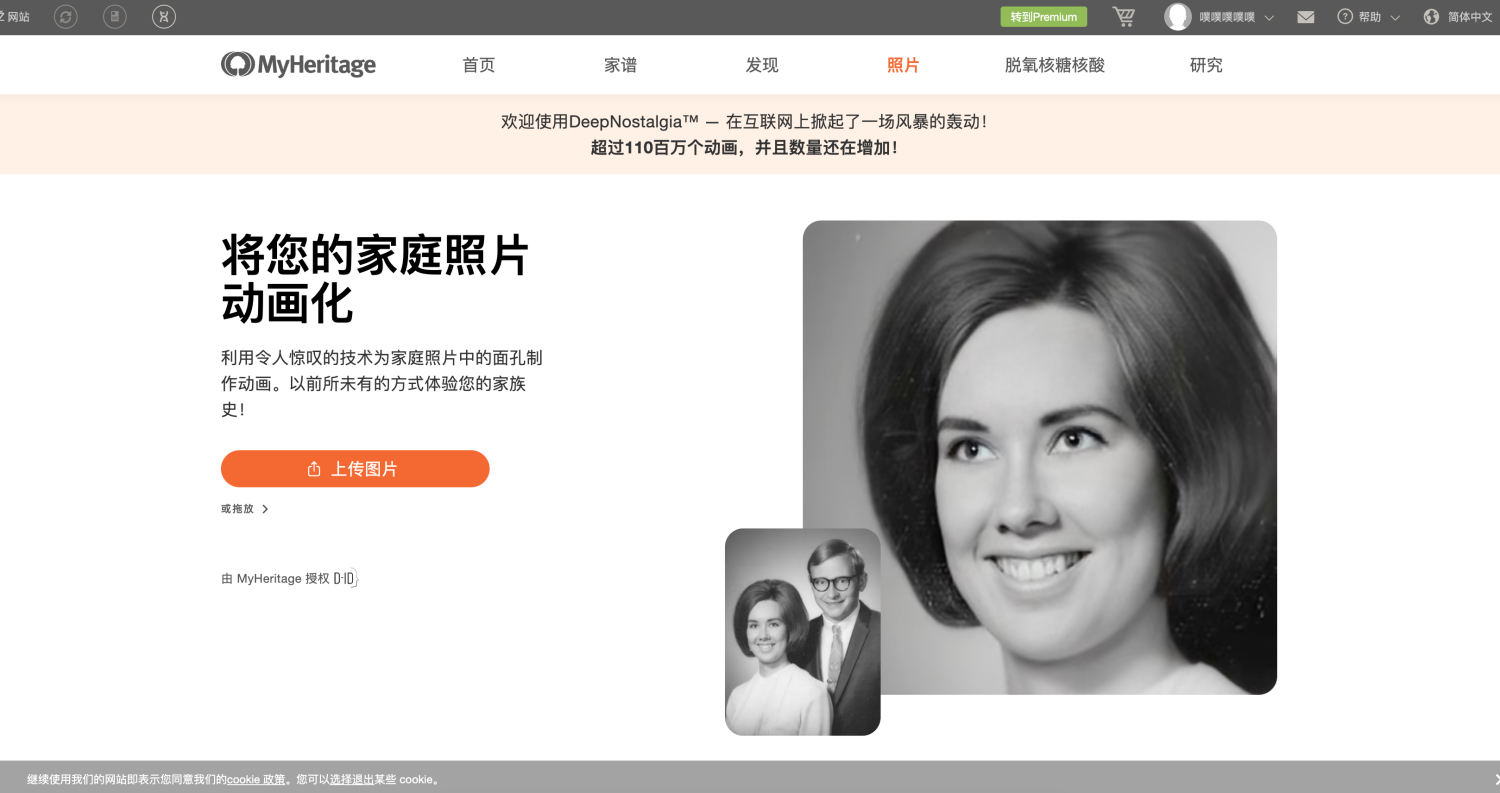 网站
转到Premium
噗噗噗噗噗
帮助
简体中文
MyHeritage
首页
家谱
发现
照片
脱氧核糖核酸
研究
欢迎使用DeepNostalgia™ — 在互联网上掀起了一场风暴的轰动！
超过110百万个动画，并且数量还在增加！
将您的家庭照片
动画化
利用令人惊叹的技术为家庭照片中的面孔制
作动画。以前所未有的方式体验您的家族
史！
上传图片
或拖放
由 MyHeritage 授权 D-ID
继续使用我们的网站即表示您同意我们的cookie 政策。您可以选择退出某些 cookie。